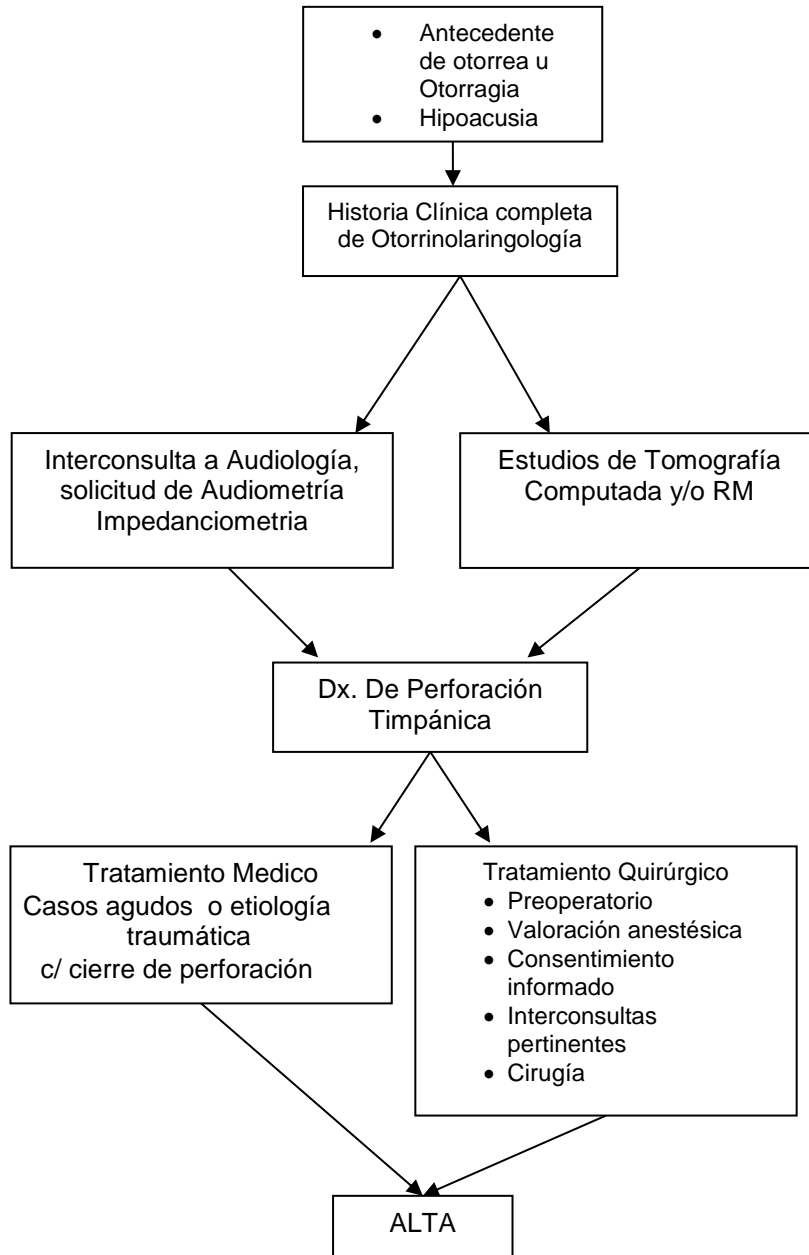 • Antecedente
de otorrea u
Otorragia
• Hipoacusia
Historia Clínica completa
de Otorrinolaringología
Interconsulta a Audiología,
solicitud de Audiometría
Impedanciometria
Estudios de Tomografía
Computada y/o RM
Dx. De Perforación
Timpánica
Tratamiento Medico
Casos agudos o etiología
traumática
c/ cierre de perforación
Tratamiento Quirúrgico
• Preoperatorio
• Valoración anestésica
• Consentimiento
informado
• Interconsultas
pertinentes
• Cirugía
ALTA